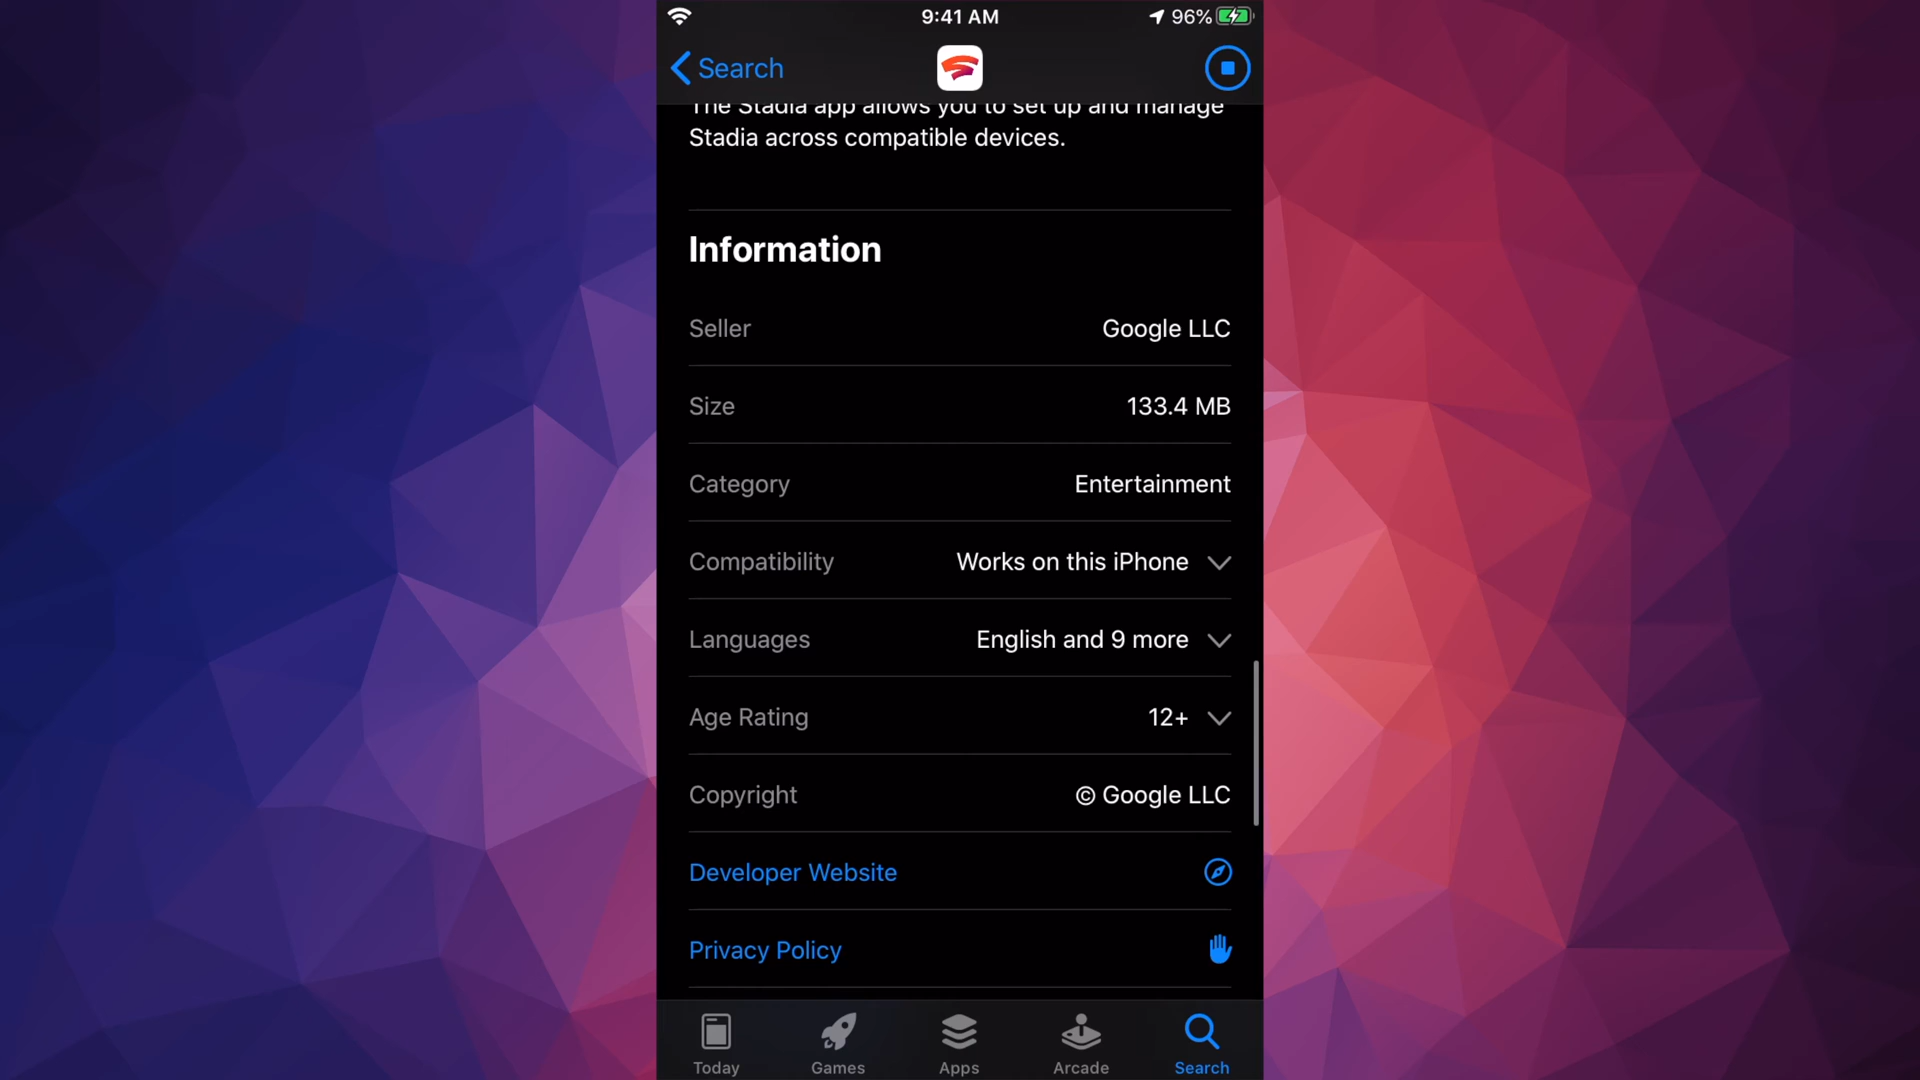 9:41 AM
96%
Search
The Stadia app allows you to set up and manage
Stadia across compatible devices.
Information
Seller Google LLC
Size 133.4 MB
Category Entertainment
Compatibility Works on this iPhone
Languages English and 9 more
Age Rating 12+
Copyright © Google LLC
Developer Website
Privacy Policy
Today Games Apps Arcade Search